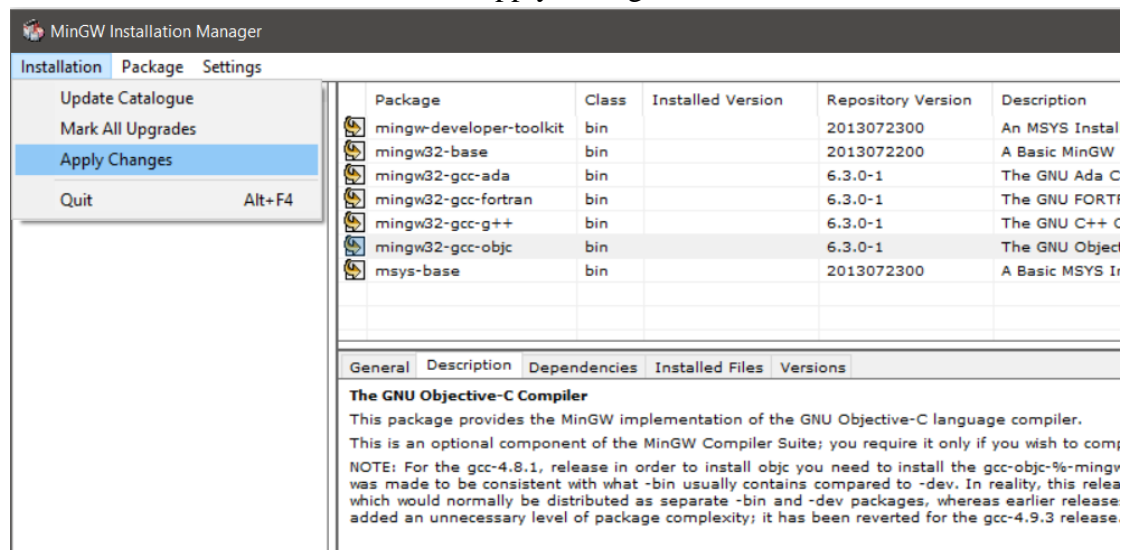 MinGW Installation Manager
Installation Package Settings
Update Catalogue
Mark All Upgrades
Apply Changes
Quit Alt+F4
Package Class Installed Version Repository Version Description
mingw-developer-toolkit bin 2013072300 An MSYS Instal
mingw32-base bin 2013072200 A Basic MinGW
mingw32-gcc-ada bin 6.3.0-1 The GNU Ada C
mingw32-gcc-fortran bin 6.3.0-1 The GNU FORT
mingw32-gcc-g++ bin 6.3.0-1 The GNU C++ C
mingw32-gcc-objc bin 6.3.0-1 The GNU Object
msys-base bin 2013072300 A Basic MSYS I
General Description Dependencies Installed Files Versions
The GNU Objective-C Compiler
This package provides the MinGW implementation of the GNU Objective-C language compiler.
This is an optional component of the MinGW Compiler Suite; you require it only if you wish to comp
NOTE: For the gcc-4.8.1, release in order to install objc you need to install the gcc-objc-%-mingw
was made to be consistent with what -bin usually contains compared to -dev. In reality, this relea
which would normally be distributed as separate -bin and -dev packages, whereas earlier release
added an unnecessary level of package complexity; it has been reverted for the gcc-4.9.3 release.